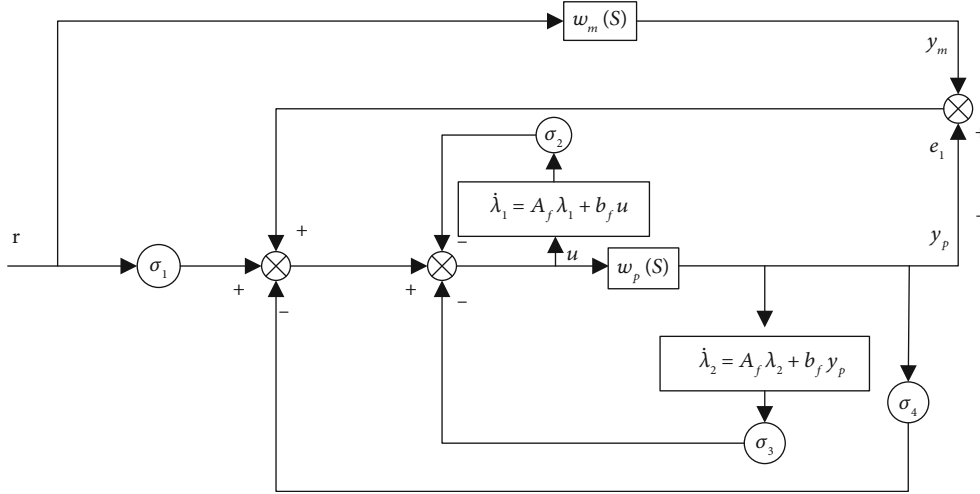 w_m (S)
y_m
σ_2
e_1
−
λ̇_1 = A_f λ_1 + b_f u
−
r
+
−
y_p
σ_1
u
w_p (S)
+
+
−
−
λ̇_2 = A_f λ_2 + b_f y_p
σ_4
σ_3